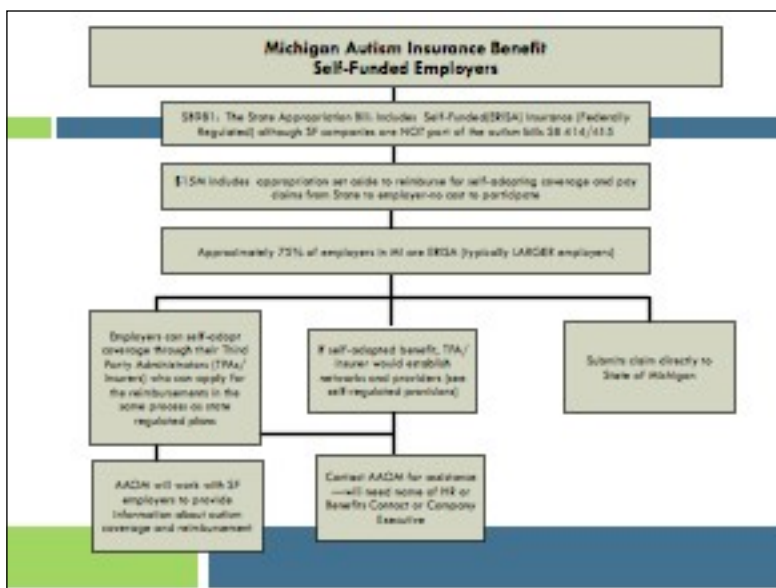 Michigan Autism Insurance Benefit
Self-Funded Employers
SB981: The State Appropriation Bill: Includes Self-Funded(ERISA) Insurance (Federally
Regulated) although SF companies are NOT part of the autism bills SB 414/415
$15M includes appropriation set aside to reimburse for self-adopting coverage and pay
claims from State to employer-no cost to participate
Approximately 75% of employers in MI are ERISA (typically LARGER employers)
Employers can self-adopt
coverage through their Third
Party Administrators (TPAs/
Insurers) who can apply for
the reimbursements in the
same process as state
regulated plans
If self-adopted benefit, TPA/
Insurer would establish
networks and providers (see
self-regulated provisions)
Submits claim directly to
State of Michigan
AAOM will work with SF
employers to provide
information about autism
coverage and reimbursement
Contact AAOM for assistance
—will need name of HR or
Benefits Contact or Company
Executive